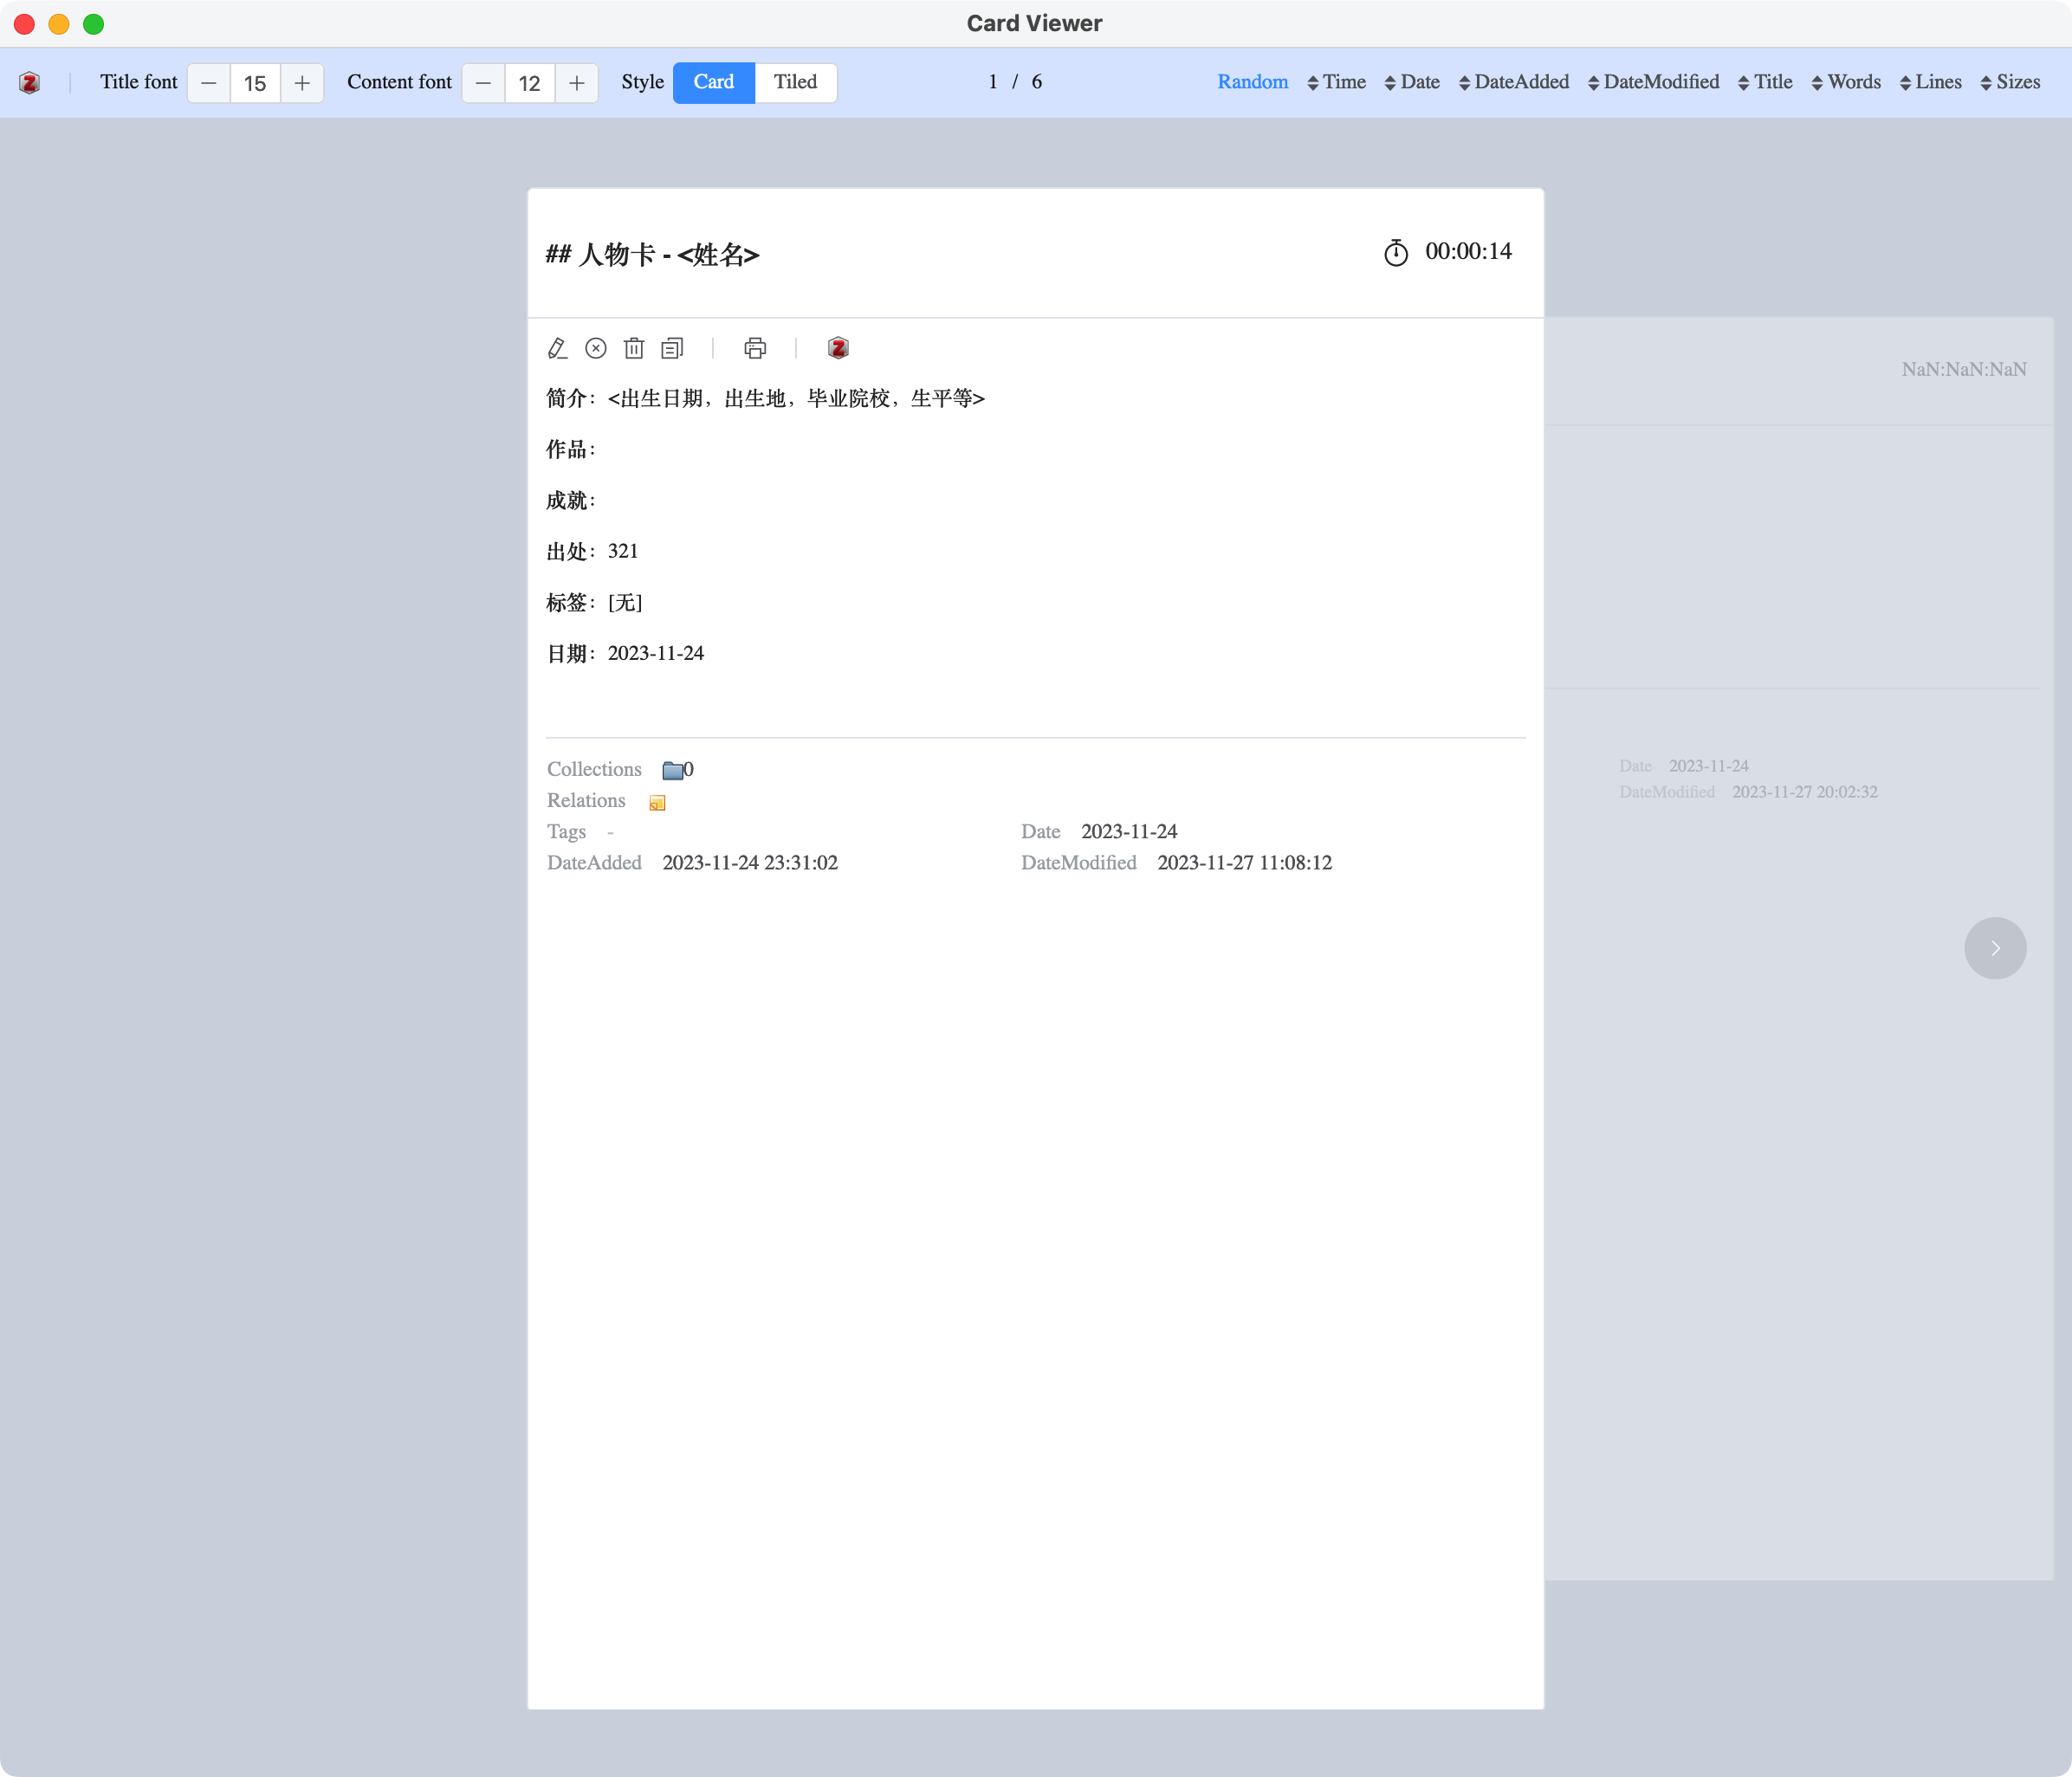 Card Viewer
Title font 15 Content font 12 Style Card Tiled 1 / 6 Random Time Date DateAdded DateModified Title Words Lines Sizes
## 人物卡 - <姓名> 00:00:14
NaN:NaN:NaN
简介：<出生日期，出生地，毕业院校，生平等>
作品：
成就：
出处：321
标签：[无]
日期：2023-11-24
Collections 0
Relations
Tags - Date 2023-11-24
DateAdded 2023-11-24 23:31:02 DateModified 2023-11-27 11:08:12
Date 2023-11-24
DateModified 2023-11-27 20:02:32